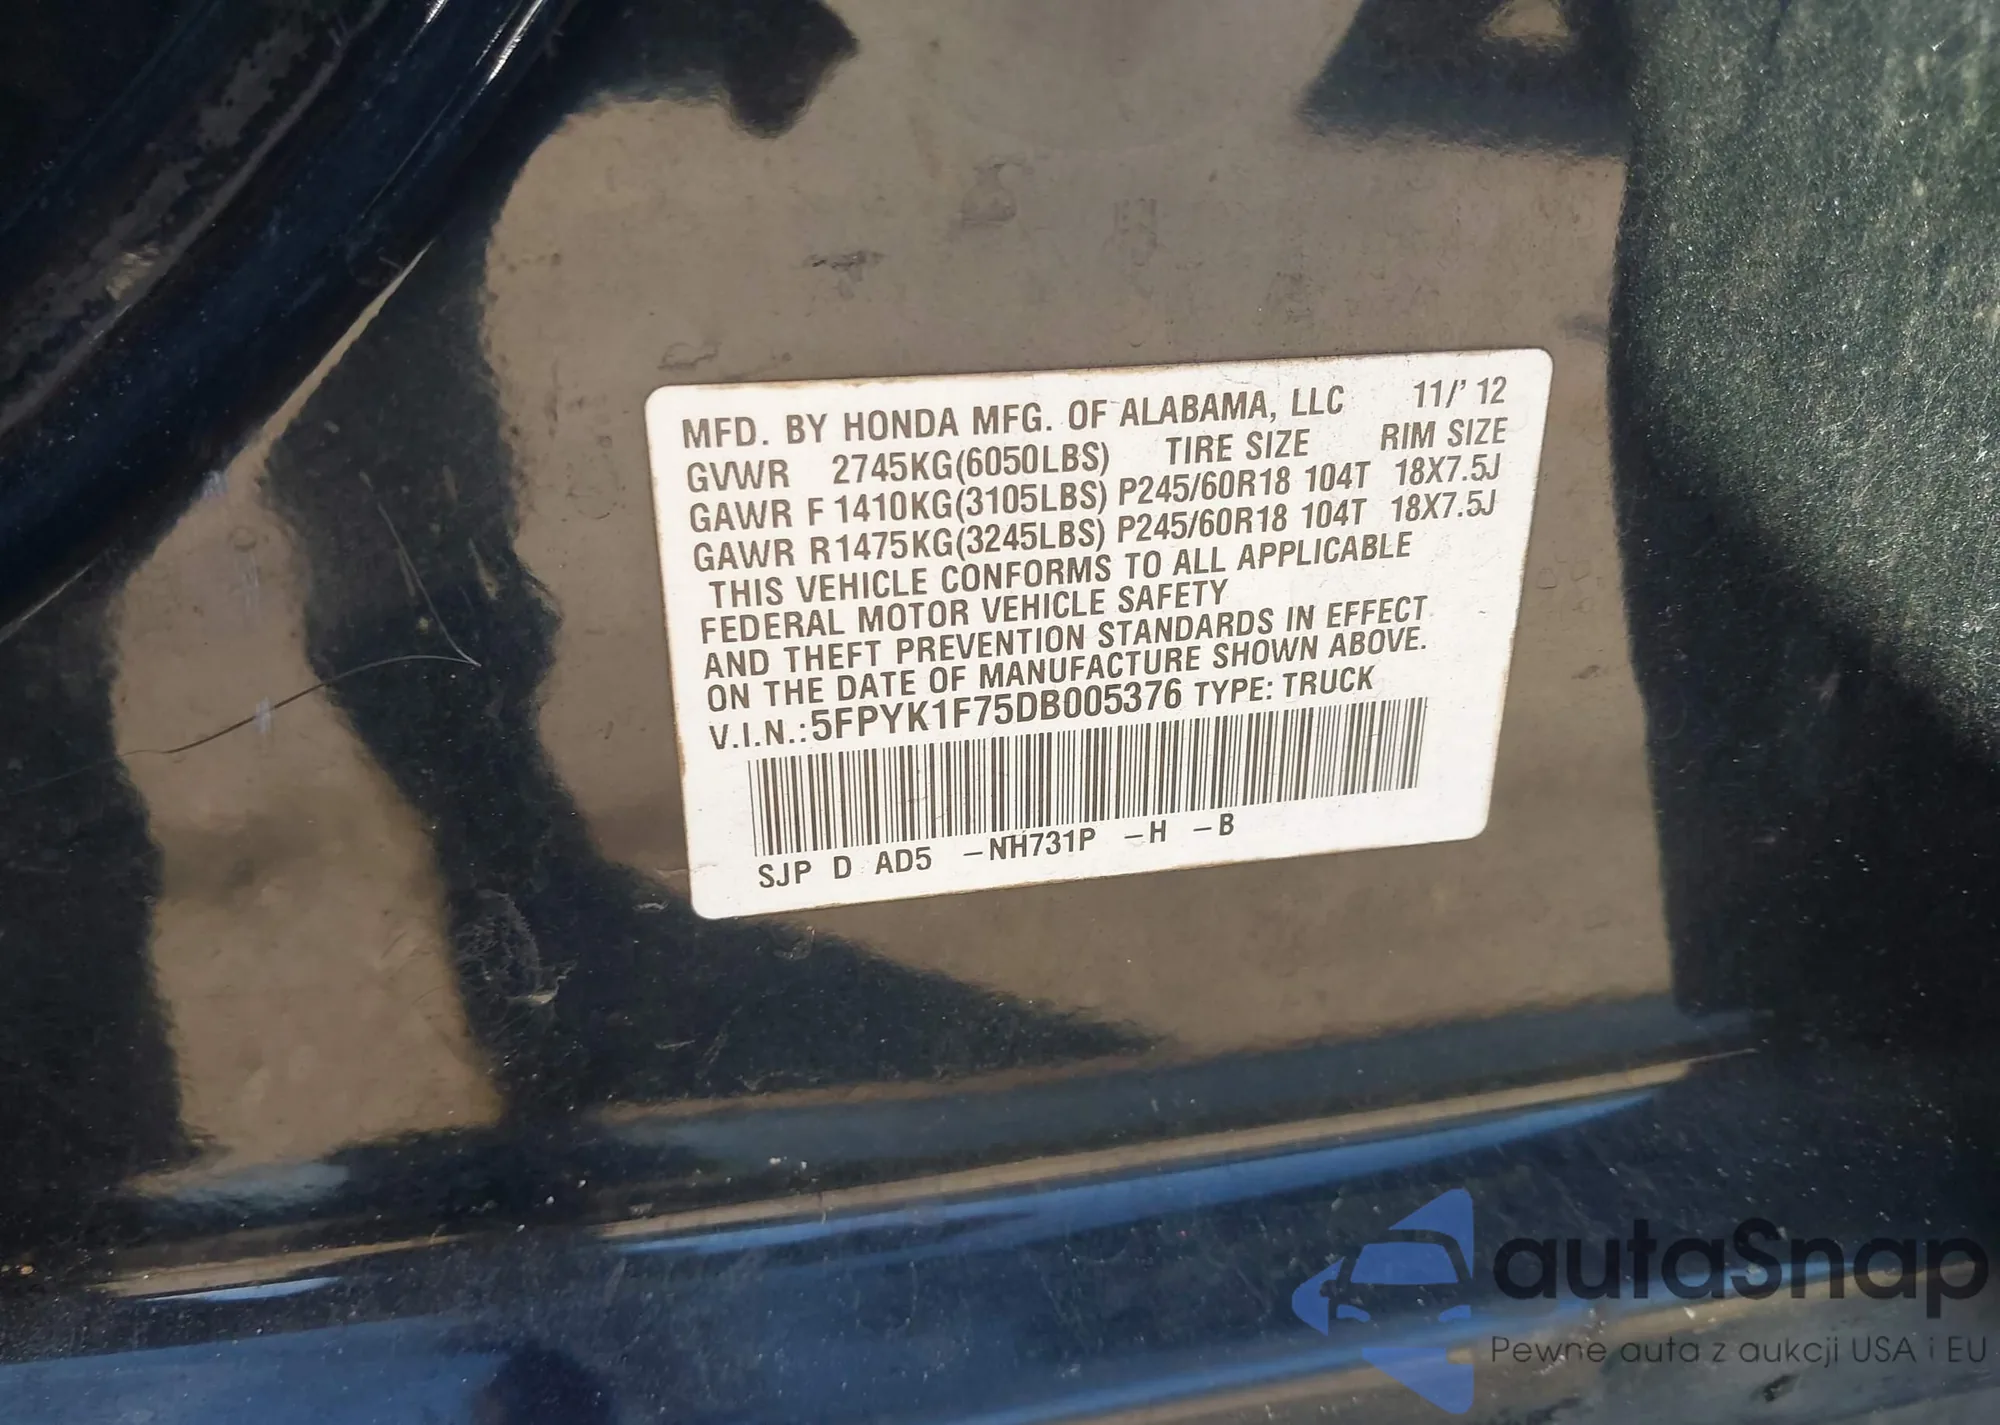 MFD. BY HONDA MFG. OF ALABAMA, LLC 11/' 12
GVWR 2745KG(6050LBS) TIRE SIZE RIM SIZE
GAWR F 1410KG(3105LBS) P245/60R18 104T 18X7.5J
GAWR R1475KG(3245LBS) P245/60R18 104T 18X7.5J
THIS VEHICLE CONFORMS TO ALL APPLICABLE
FEDERAL MOTOR VEHICLE SAFETY
AND THEFT PREVENTION STANDARDS IN EFFECT
ON THE DATE OF MANUFACTURE SHOWN ABOVE.
V.I.N.: 5FPYK1F75DB005376 TYPE: TRUCK
SJP D AD5 -NH731P -H -B
autaSnap
Pewne auta z aukcji USA i EU